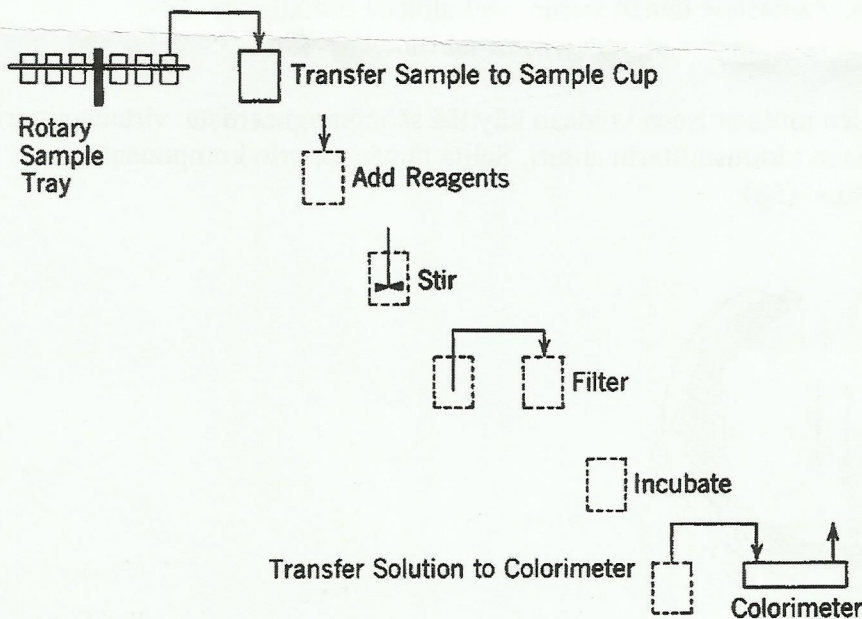 Transfer Sample to Sample Cup
Rotary
Sample
Tray
Add Reagents
Stir
Filter
Incubate
Transfer Solution to Colorimeter
Colorimeter